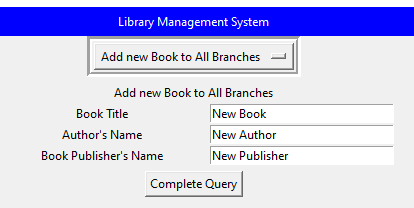 Library Management System
Add new Book to All Branches
Add new Book to All Branches
Book Title New Book
Author's Name New Author
Book Publisher's Name New Publisher
Complete Query